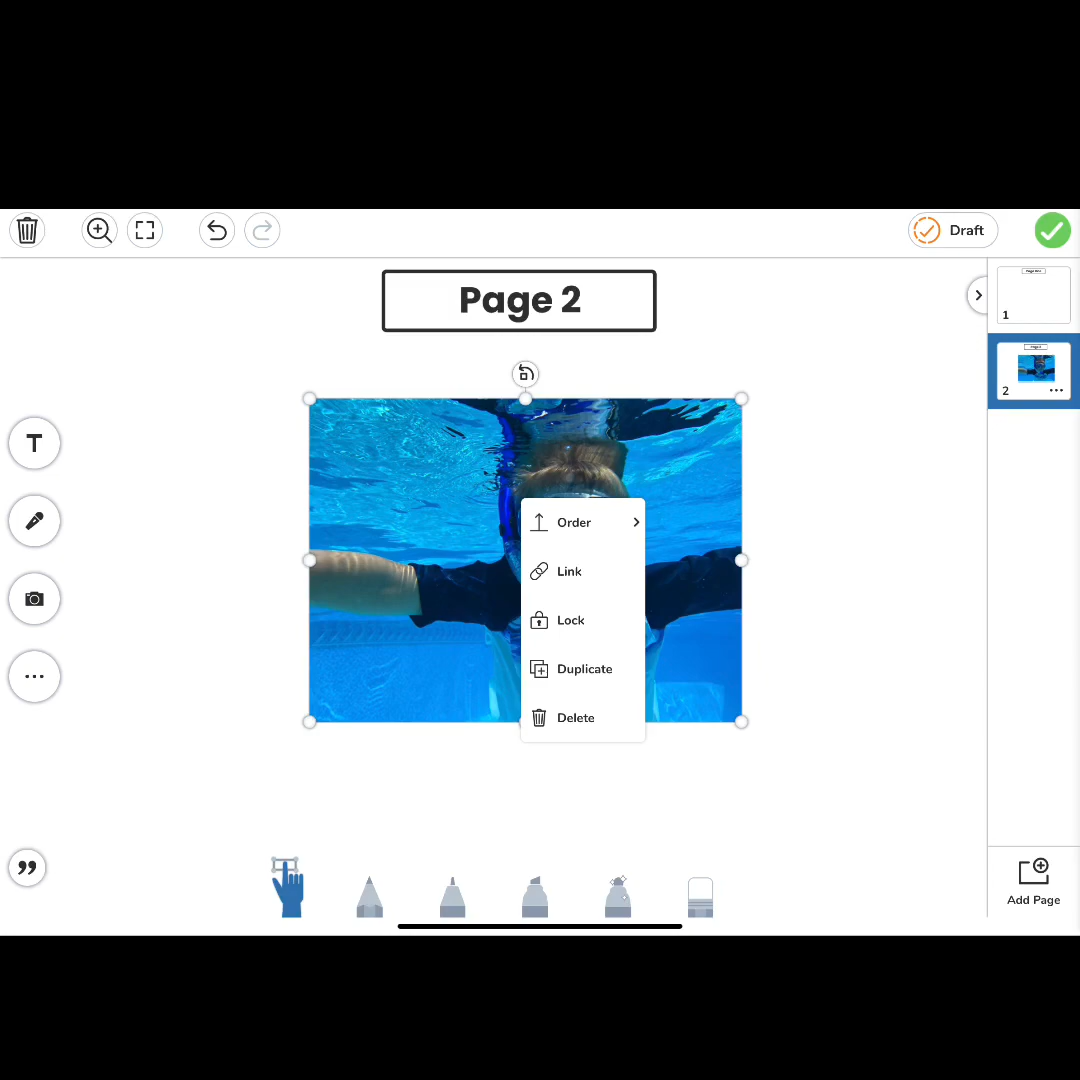 Draft
Page 2
1
2
T
Order
Link
Lock
Duplicate
Delete
Add Page